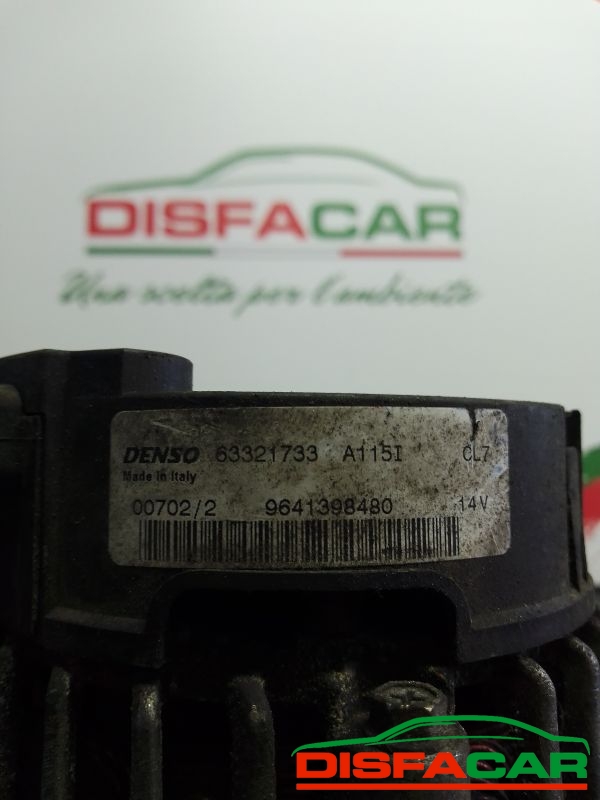 DISFACAR
Una scelta per l'ambiente
DENSO 63321733 A115I CL7
Made in Italy
00702/2 9641398480 14V
DISFACAR